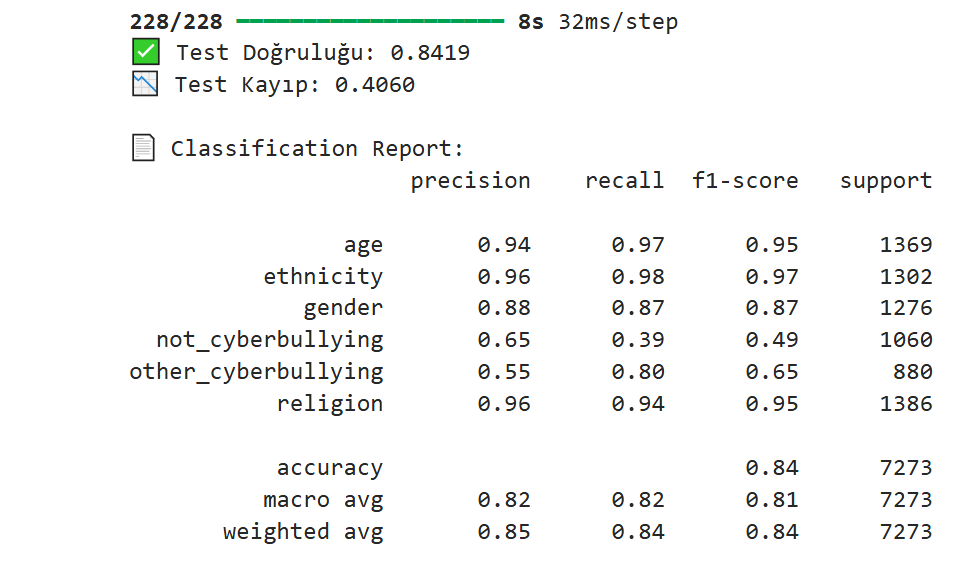 228/228 ━━━━━━━━━━━━━━━━━━━━ 8s 32ms/step
✅ Test Doğruluğu: 0.8419
📉 Test Kayıp: 0.4060
📄 Classification Report:
precision recall f1-score support
age 0.94 0.97 0.95 1369
ethnicity 0.96 0.98 0.97 1302
gender 0.88 0.87 0.87 1276
not_cyberbullying 0.65 0.39 0.49 1060
other_cyberbullying 0.55 0.80 0.65 880
religion 0.96 0.94 0.95 1386
accuracy 0.84 7273
macro avg 0.82 0.82 0.81 7273
weighted avg 0.85 0.84 0.84 7273